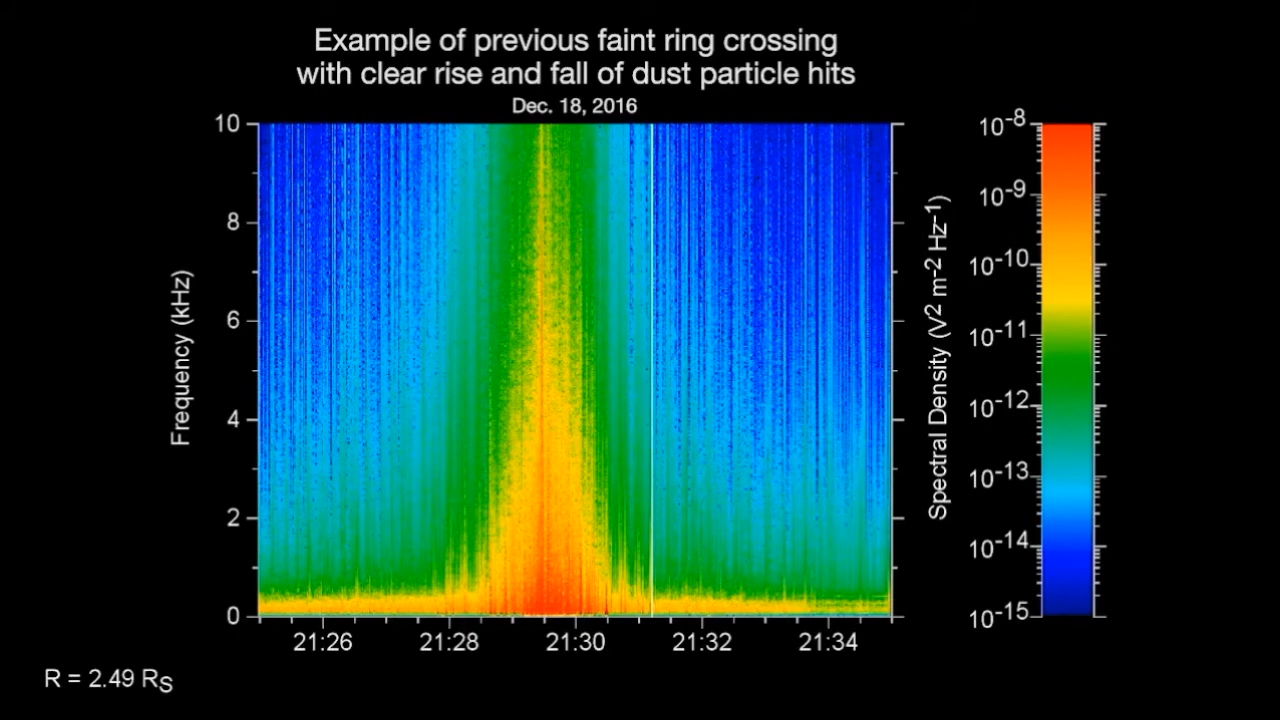 Example of previous faint ring crossing
with clear rise and fall of dust particle hits
Dec. 18, 2016
10
8
6
4
2
0
Frequency (kHz)
21:26 21:28 21:30 21:32 21:34
Spectral Density (V² m⁻² Hz⁻¹)
10⁻⁸
10⁻⁹
10⁻¹⁰
10⁻¹¹
10⁻¹²
10⁻¹³
10⁻¹⁴
10⁻¹⁵
R = 2.49 R<sub>S</sub>